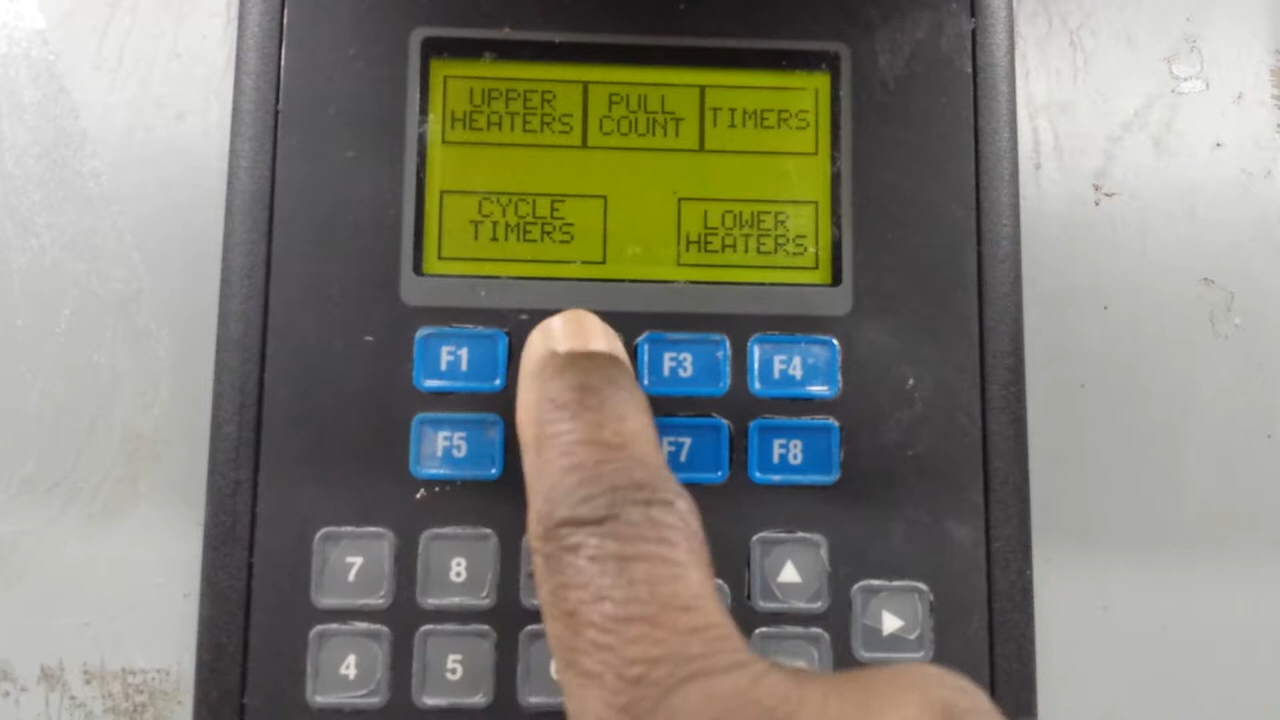 UPPER
HEATERS
PULL
COUNT
TIMERS
CYCLE
TIMERS
LOWER
HEATERS
F1
F3
F4
F5
F7
F8
7
8
4
5